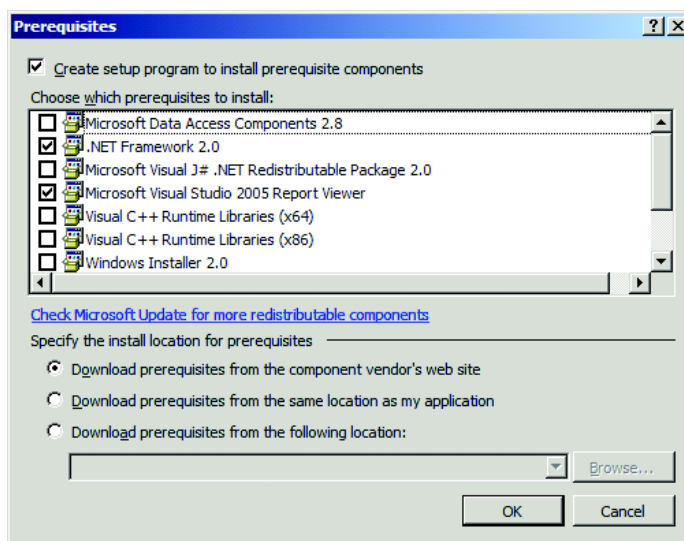 Prerequisites
Create setup program to install prerequisite components
Choose which prerequisites to install:
Microsoft Data Access Components 2.8
.NET Framework 2.0
Microsoft Visual J# .NET Redistributable Package 2.0
Microsoft Visual Studio 2005 Report Viewer
Visual C++ Runtime Libraries (x64)
Visual C++ Runtime Libraries (x86)
Windows Installer 2.0
Check Microsoft Update for more redistributable components
Specify the install location for prerequisites
Download prerequisites from the component vendor's web site
Download prerequisites from the same location as my application
Download prerequisites from the following location:
Browse...
OK Cancel